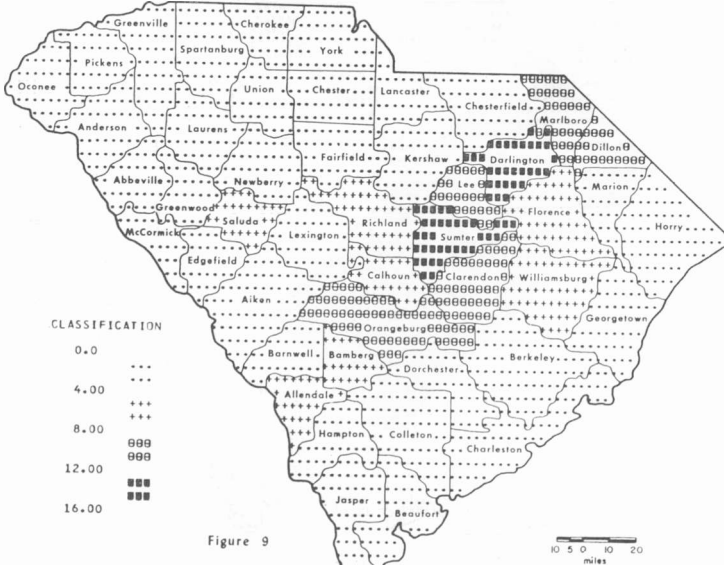 Greenville
Cherokee
Spartanburg
York
Pickens
Oconee
Union
Chester
Lancaster
Chesterfield
Marlboro
Anderson
Laurens
Fairfield
Kershaw
Darlington
Dillon
Abbeville
Newberry
Lee
Marion
Greenwood
Saluda
Richland
Florence
Horry
McCormick
Lexington
Sumter
Edgefield
Calhoun
Clarendon
Williamsburg
Aiken
Georgetown
Orangeburg
Barnwell
Bamberg
Berkeley
Dorchester
Allendale
Hampton
Colleton
Charleston
Jasper
Beaufort
CLASSIFICATION
0.0
4.00
8.00
12.00
16.00
Figure 9
10 5 0 10 20
miles